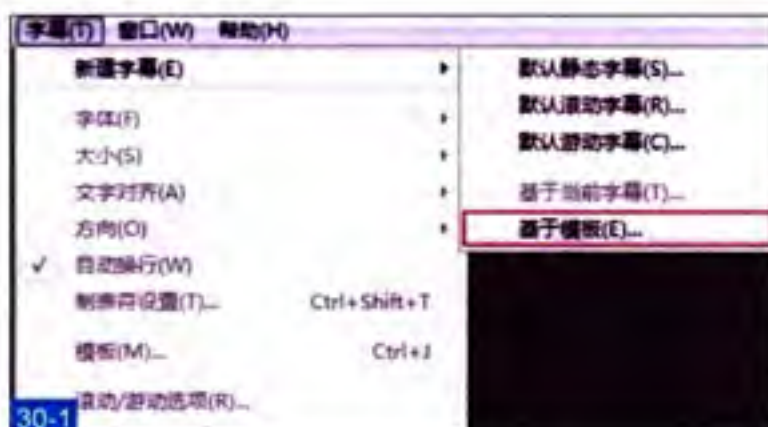 字幕(T) 窗口(W) 帮助(H)
新建字幕(E)
字体(F)
大小(S)
文字对齐(A)
方向(O)
✓ 自动换行(W)
制表符设置(T)... Ctrl+Shift+T
模板(M)... Ctrl+J
滚动/游动选项(R)...
默认静态字幕(S)...
默认滚动字幕(R)...
默认游动字幕(C)...
基于当前字幕(T)...
基于模板(E)...
30-1